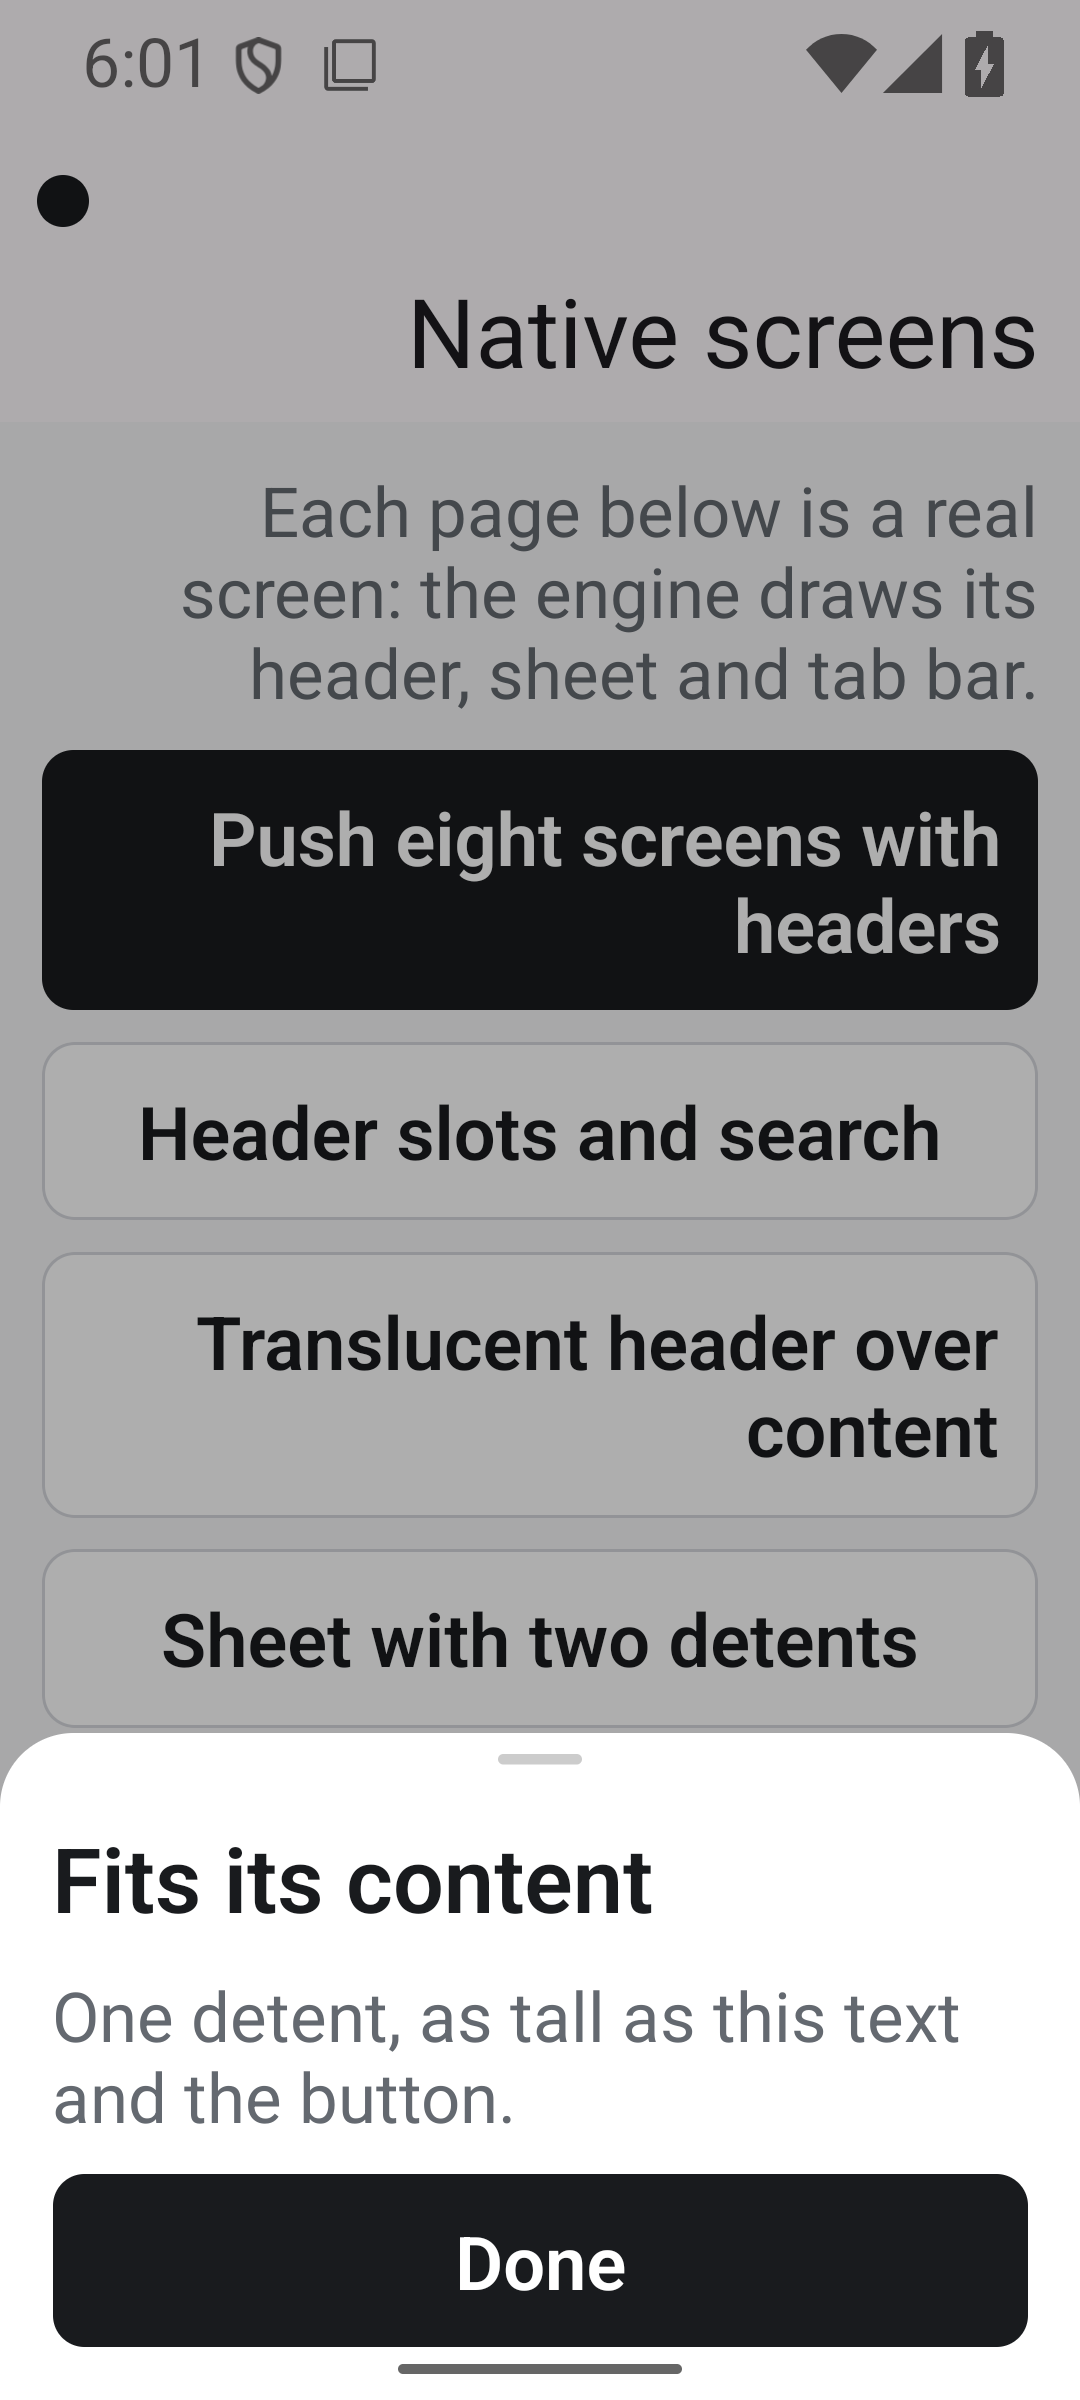 6:01
Native screens
Each page below is a real
screen: the engine draws its
header, sheet and tab bar.
Push eight screens with
headers
Header slots and search
Translucent header over
content
Sheet with two detents
Fits its content
One detent, as tall as this text
and the button.
Done